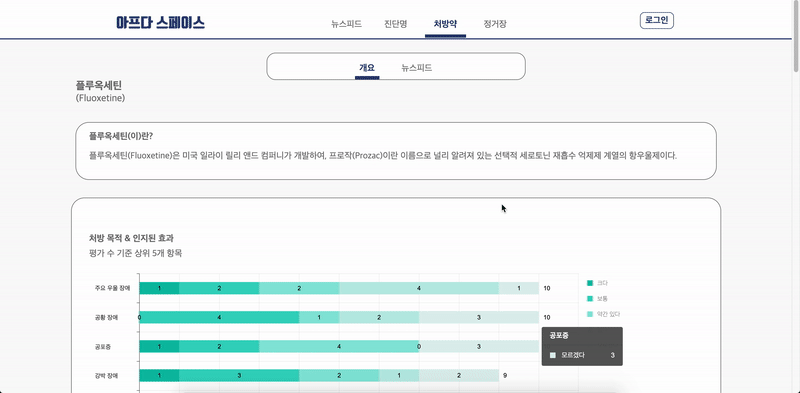 아프다 스페이스
뉴스피드 진단명 처방약 정거장
로그인
개요 뉴스피드
플루옥세틴
(Fluoxetine)
플루옥세틴(이)란?
플루옥세틴(Fluoxetine)은 미국 일라이 릴리 앤드 컴퍼니가 개발하여, 프로작(Prozac)이란 이름으로 널리 알려져 있는 선택적 세로토닌 재흡수 억제제 계열의 항우울제이다.
처방 목적 & 인지된 효과
평가 수 기준 상위 5개 항목
주요 우울 장애 1 2 2 4 1 10
크다
보통
약간 있다
공황 장애 0 4 1 2 3 10
공포증 1 2 4 0 3
공포증
모르겠다 3
강박 장애 1 3 2 1 2 9